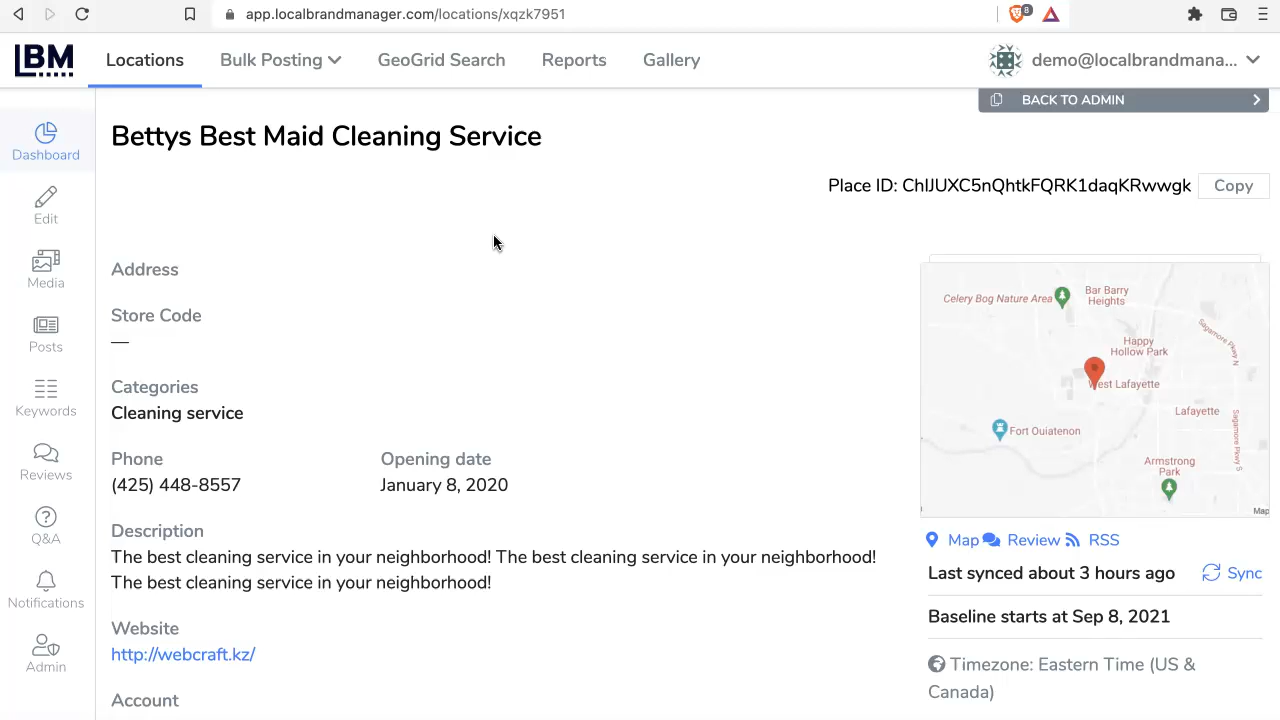 app.localbrandmanager.com/locations/xqzk7951
8
LBM
Locations
Bulk Posting
GeoGrid Search
Reports
Gallery
demo@localbrandmana...
BACK TO ADMIN
Dashboard
Edit
Media
Posts
Keywords
Reviews
Q&A
Notifications
Admin
Bettys Best Maid Cleaning Service
Place ID: ChIJUXC5nQhtkFQRK1daqKRwwgk
Copy
Address
Store Code
—
Categories
Cleaning service
Phone
(425) 448-8557
Opening date
January 8, 2020
Description
The best cleaning service in your neighborhood! The best cleaning service in your neighborhood!
The best cleaning service in your neighborhood!
Website
http://webcraft.kz/
Account
Celery Bog Nature Area
Bar Barry
Heights
Sagamore Pkwy N
Happy
Hollow Park
West Lafayette
Lafayette
Fort Ouiatenon
Sagamore Pkwy S
Armstrong
Park
Map
Map
Review
RSS
Last synced about 3 hours ago
Sync
Baseline starts at Sep 8, 2021
Timezone: Eastern Time (US &
Canada)